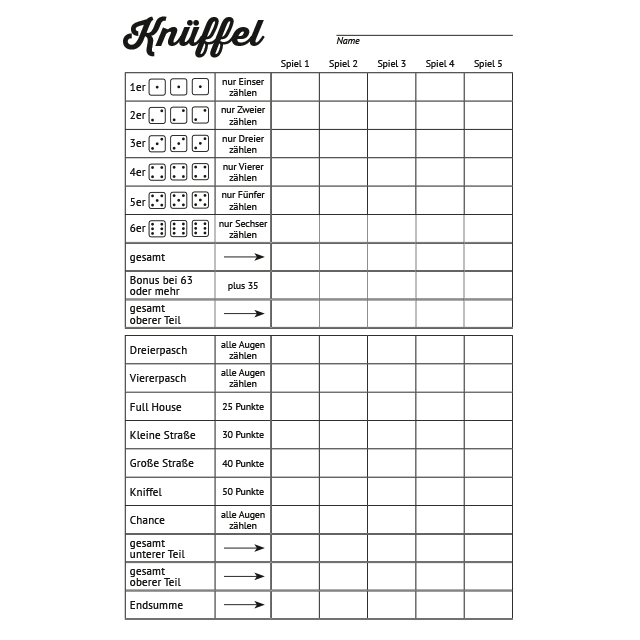 Knüffel
Name
Spiel 1 Spiel 2 Spiel 3 Spiel 4 Spiel 5
1er nur Einser
zählen
2er nur Zweier
zählen
3er nur Dreier
zählen
4er nur Vierer
zählen
5er nur Fünfer
zählen
6er nur Sechser
zählen
gesamt
Bonus bei 63
oder mehr
plus 35
gesamt
oberer Teil
Dreierpasch alle Augen
zählen
Viererpasch alle Augen
zählen
Full House 25 Punkte
Kleine Straße 30 Punkte
Große Straße 40 Punkte
Kniffel 50 Punkte
Chance alle Augen
zählen
gesamt
unterer Teil
gesamt
oberer Teil
Endsumme